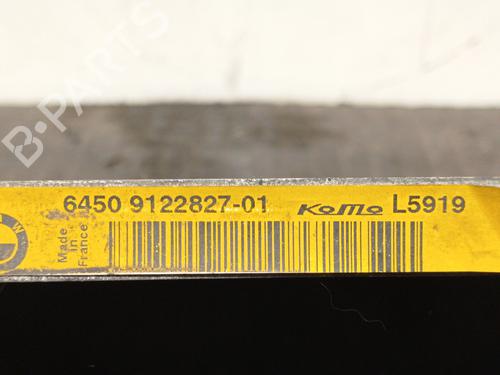 B-PARTS
6450 9122827-01 KoMo L5919
Made
in
France
W